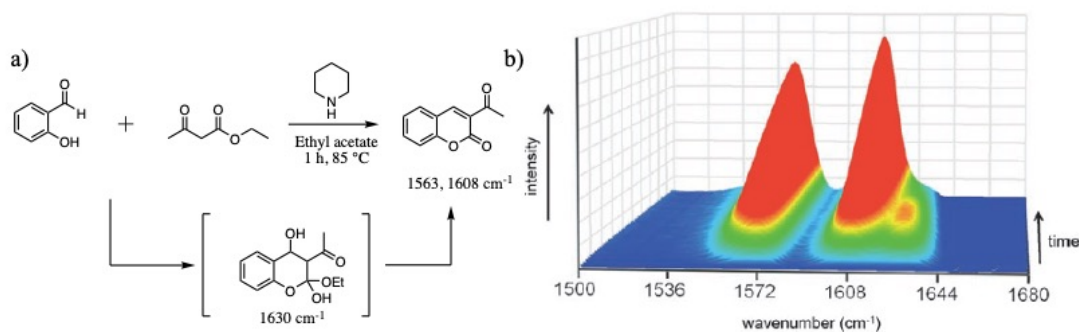 a)
O
H
OH
+
O
O
O
N
H
Ethyl acetate
1 h, 85 °C
O
O
O
1563, 1608 cm-1
OH
O
OEt
O
OH
1630 cm-1
b)
intensity
time
1500
1536
1572
1608
1644
1680
wavenumber (cm-1)